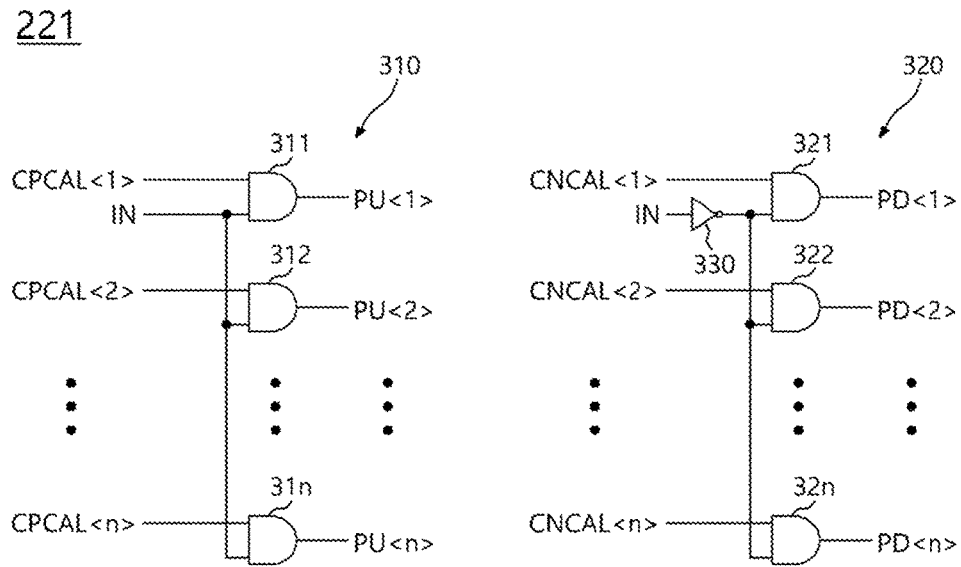 221
310
320
311
321
CPCAL<1>
PU<1>
CNCAL<1>
PD<1>
IN
IN
330
312
322
CPCAL<2>
PU<2>
CNCAL<2>
PD<2>
31n
32n
CPCAL<n>
PU<n>
CNCAL<n>
PD<n>